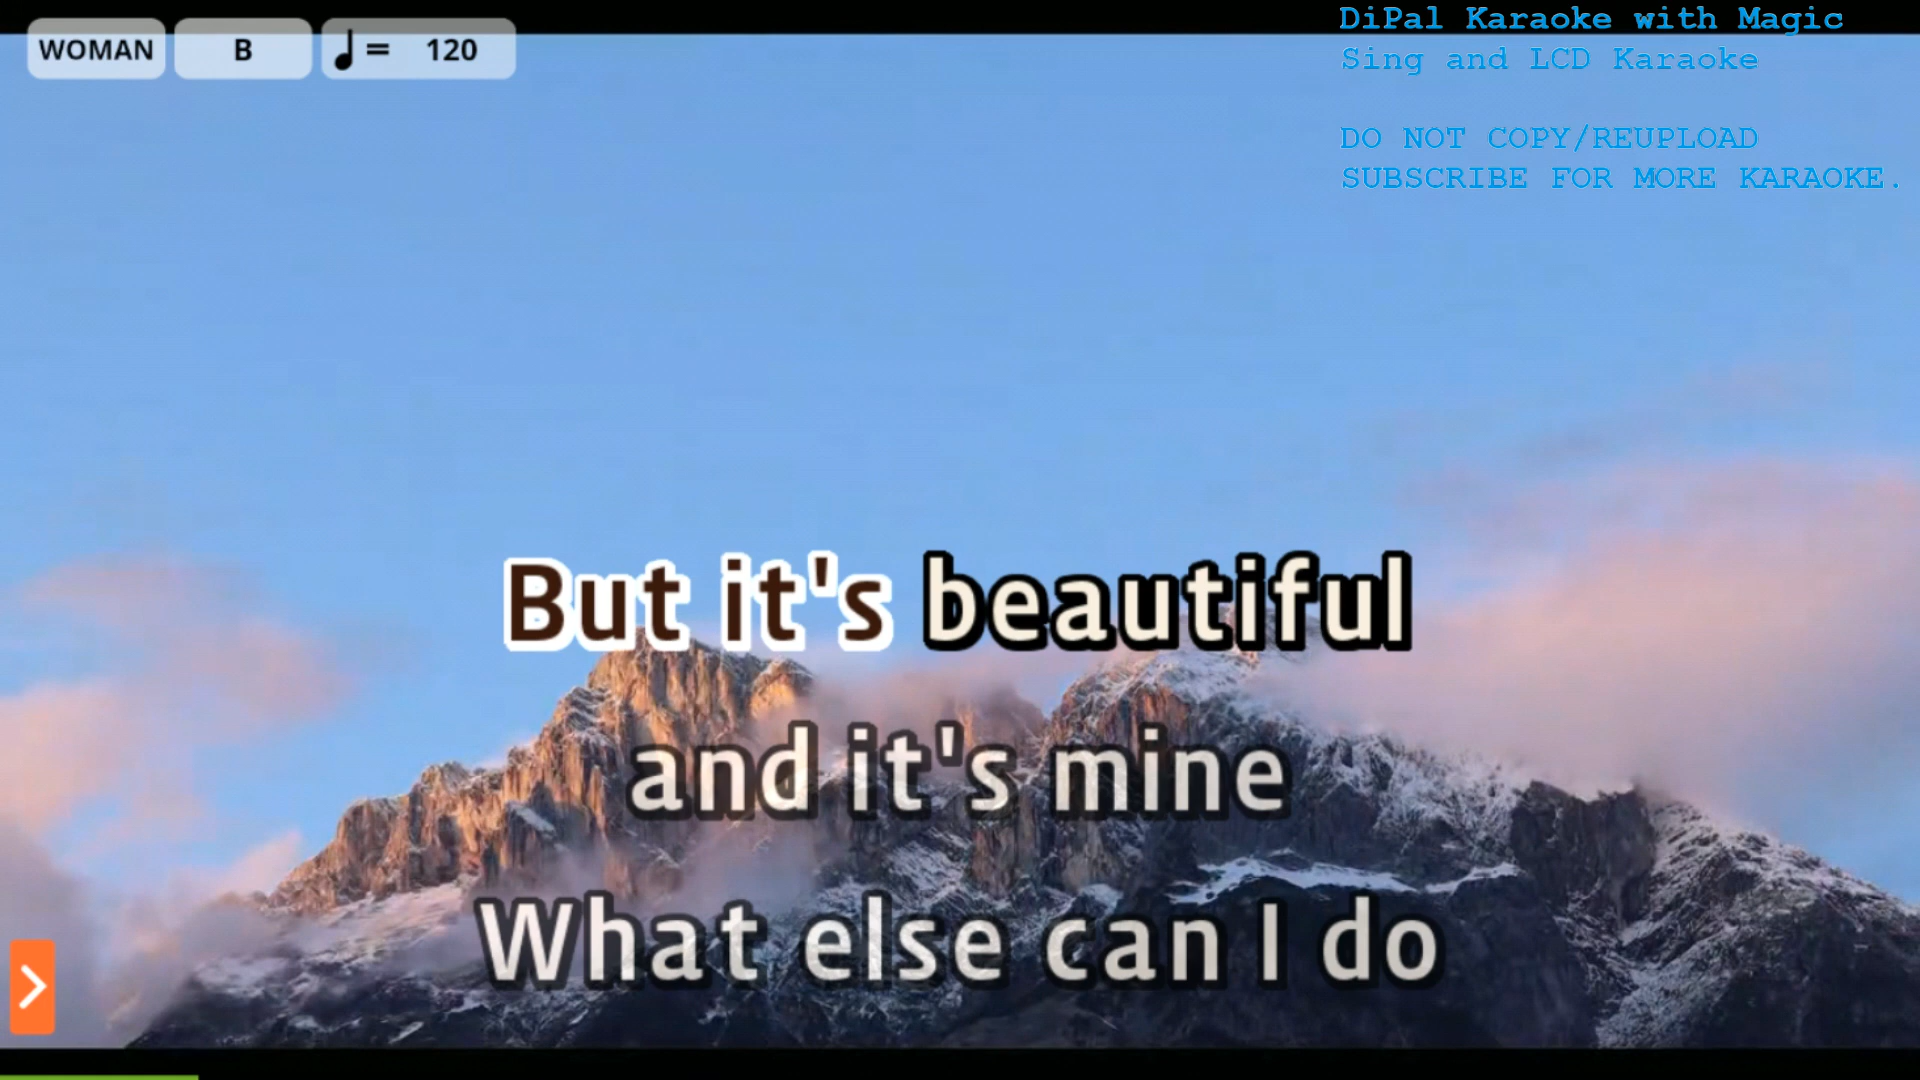 WOMAN B ♩ = 120
DiPal Karaoke with Magic
Sing and LCD Karaoke
DO NOT COPY/REUPLOAD
SUBSCRIBE FOR MORE KARAOKE.
But it's beautiful
and it's mine
What else can I do